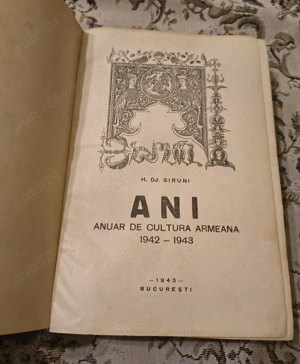 H. DJ. SIRUNI
ANI
ANUAR DE CULTURA ARMEANA
1942 – 1943
—1943—
BUCUREȘTI